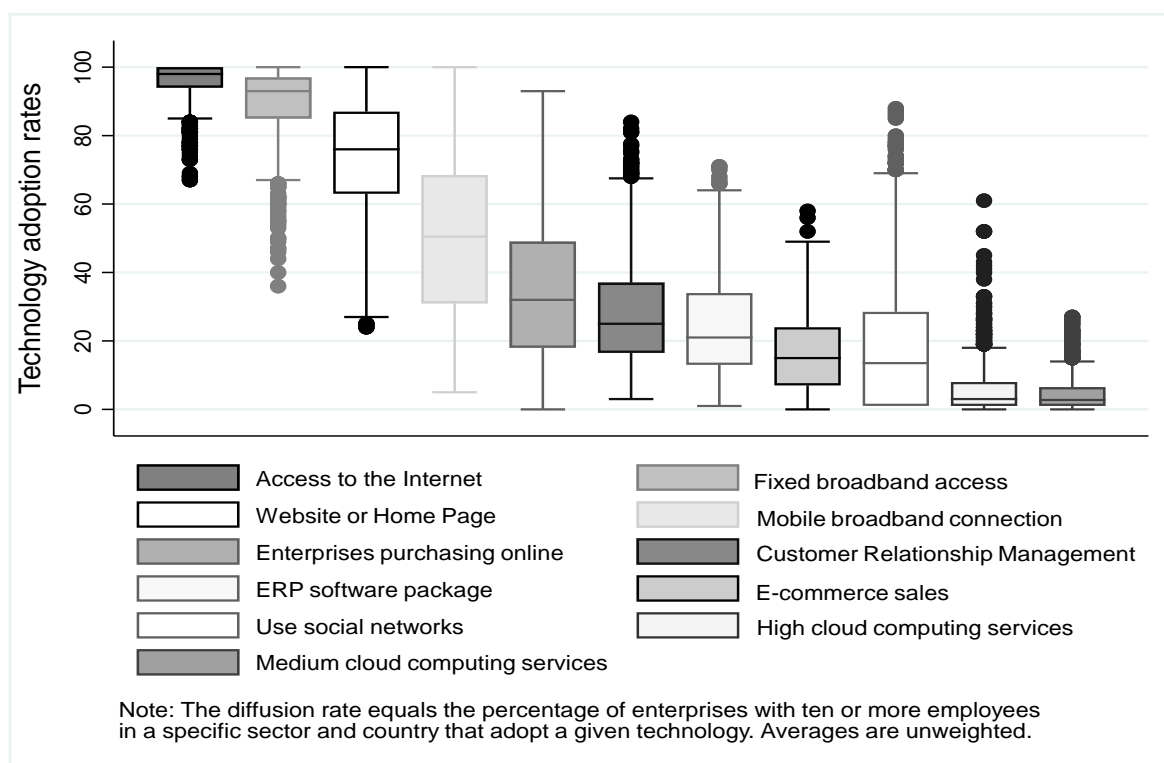 Technology adoption rates
100
80
60
40
20
0
Access to the Internet
Fixed broadband access
Website or Home Page
Mobile broadband connection
Enterprises purchasing online
Customer Relationship Management
ERP software package
E-commerce sales
Use social networks
High cloud computing services
Medium cloud computing services
Note: The diffusion rate equals the percentage of enterprises with ten or more employees
in a specific sector and country that adopt a given technology. Averages are unweighted.